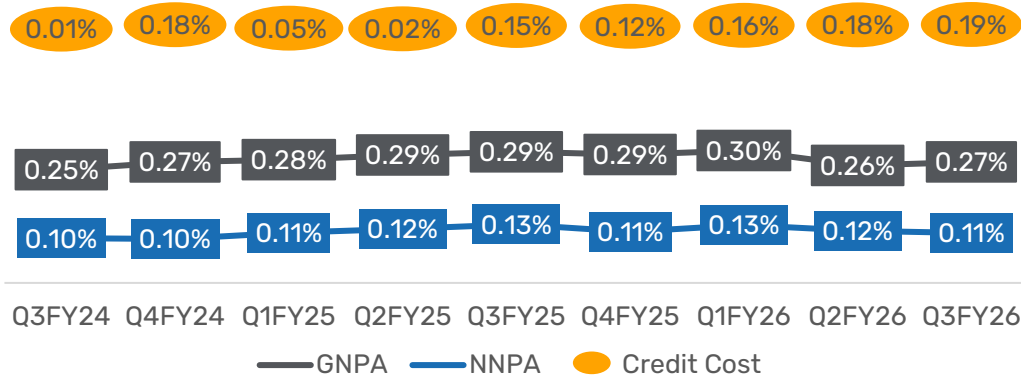 0.01% 0.18% 0.05% 0.02% 0.15% 0.12% 0.16% 0.18% 0.19%
0.25% 0.27% 0.28% 0.29% 0.29% 0.29% 0.30% 0.26% 0.27%
0.10% 0.10% 0.11% 0.12% 0.13% 0.11% 0.13% 0.12% 0.11%
Q3FY24 Q4FY24 Q1FY25 Q2FY25 Q3FY25 Q4FY25 Q1FY26 Q2FY26 Q3FY26
GNPA NNPA Credit Cost